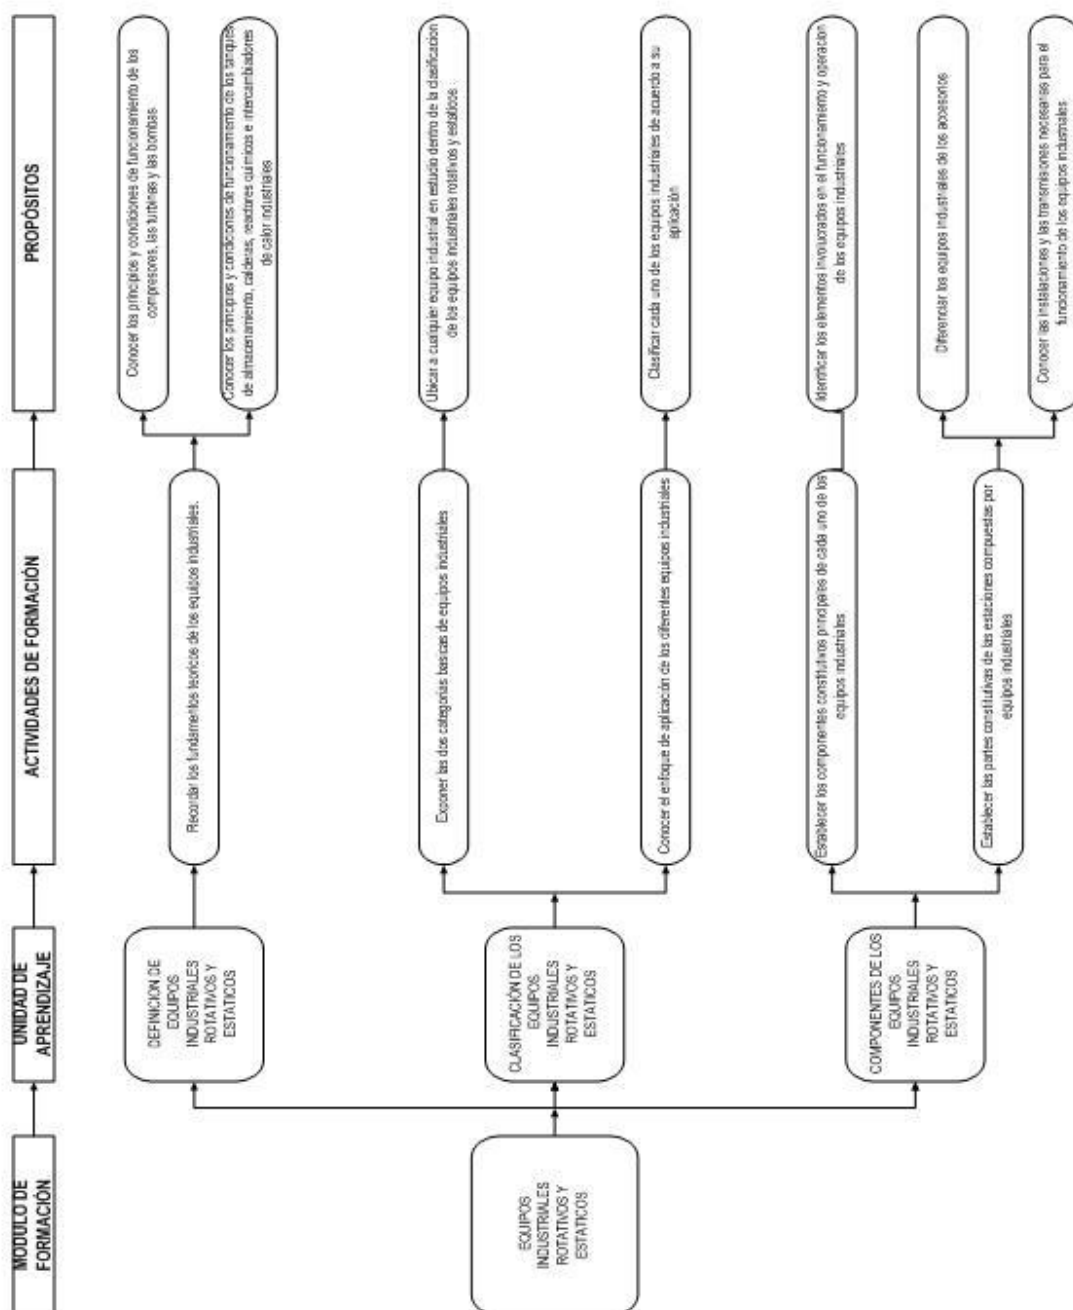 MODULO DE
FORMACIÓN
UNIDAD DE
APRENDIZAJE
ACTIVIDADES DE FORMACIÓN
PROPÓSITOS
EQUIPOS
INDUSTRIALES
ROTATIVOS Y
ESTATICOS
DEFINICION DE
EQUIPOS
INDUSTRIALES
ROTATIVOS Y
ESTATICOS
Recordar los fundamentos teoricos de los equipos industriales.
Conocer los principios y condiciones de funcionamiento de los
compresores, las turbinas y las bombas
Conocer los principios y condiciones de funcionamiento de los tanques
de almacenamiento, calderas, reactores quimicos e intercambiadores
de calor industriales
CLASIFICACIÓN DE LOS
EQUIPOS
INDUSTRIALES
ROTATIVOS Y
ESTATICOS
Exponer las dos categorias basicas de equipos industriales
Ubicar a cualquier equipo industrial en estudio dentro de la clasificacion
de los equipos industriales rotativos y estaticos
Conocer el enfoque de aplicación de los diferentes equipos industriales
Clasificar cada uno de los equipos industriales de acuerdo a su
aplicación
COMPONENTES DE LOS
EQUIPOS
INDUSTRIALES
ROTATIVOS Y
ESTATICOS
Establecer los componentes constitutivos principales de cada uno de los
equipos industriales
Identificar los elementos involucrados en el funcionamiento y operacion
de los equipos industriales
Establecer las partes constitutivas de las estaciones compuestas por
equipos industriales
Diferenciar los equipos industriales de los accesorios
Conocer las instalaciones y las transmisiones necesarias para el
funcionamiento de los equipos industriales